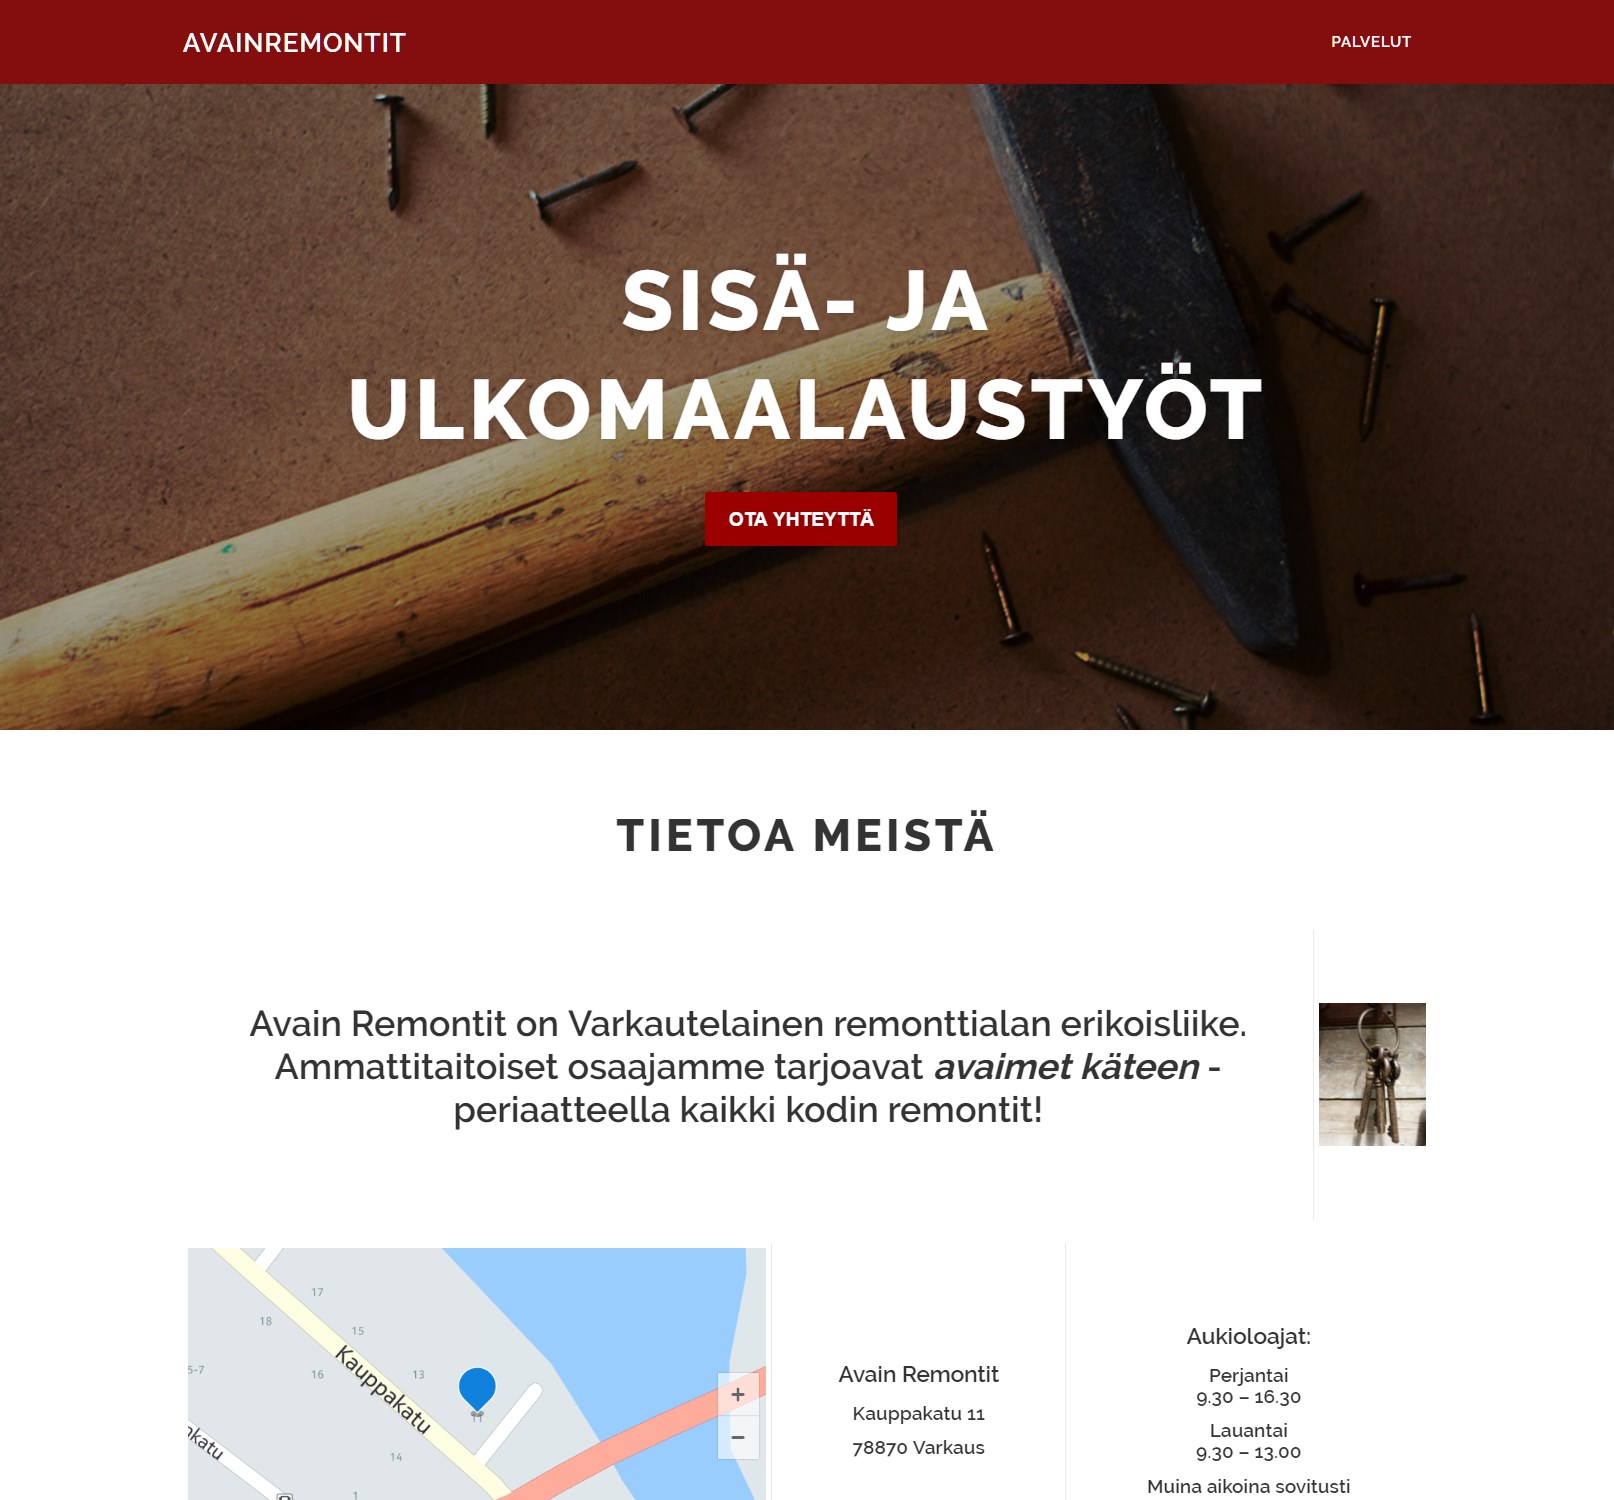 AVAINREMONTIT
PALVELUT
SISÄ- JA
ULKOMAALAUSTYÖT
OTA YHTEYTTÄ
TIETOA MEISTÄ
Avain Remontit on Varkautelainen remonttialan erikoisliike.
Ammattitaitoiset osaajamme tarjoavat avaimet käteen -
periaatteella kaikki kodin remontit!
17
18
15
5-7
16
13
Kauppakatu
11
14
1
katu
+
−
Avain Remontit
Kauppakatu 11
78870 Varkaus
Aukioloajat:
Perjantai
9.30 – 16.30
Lauantai
9.30 – 13.00
Muina aikoina sovitusti